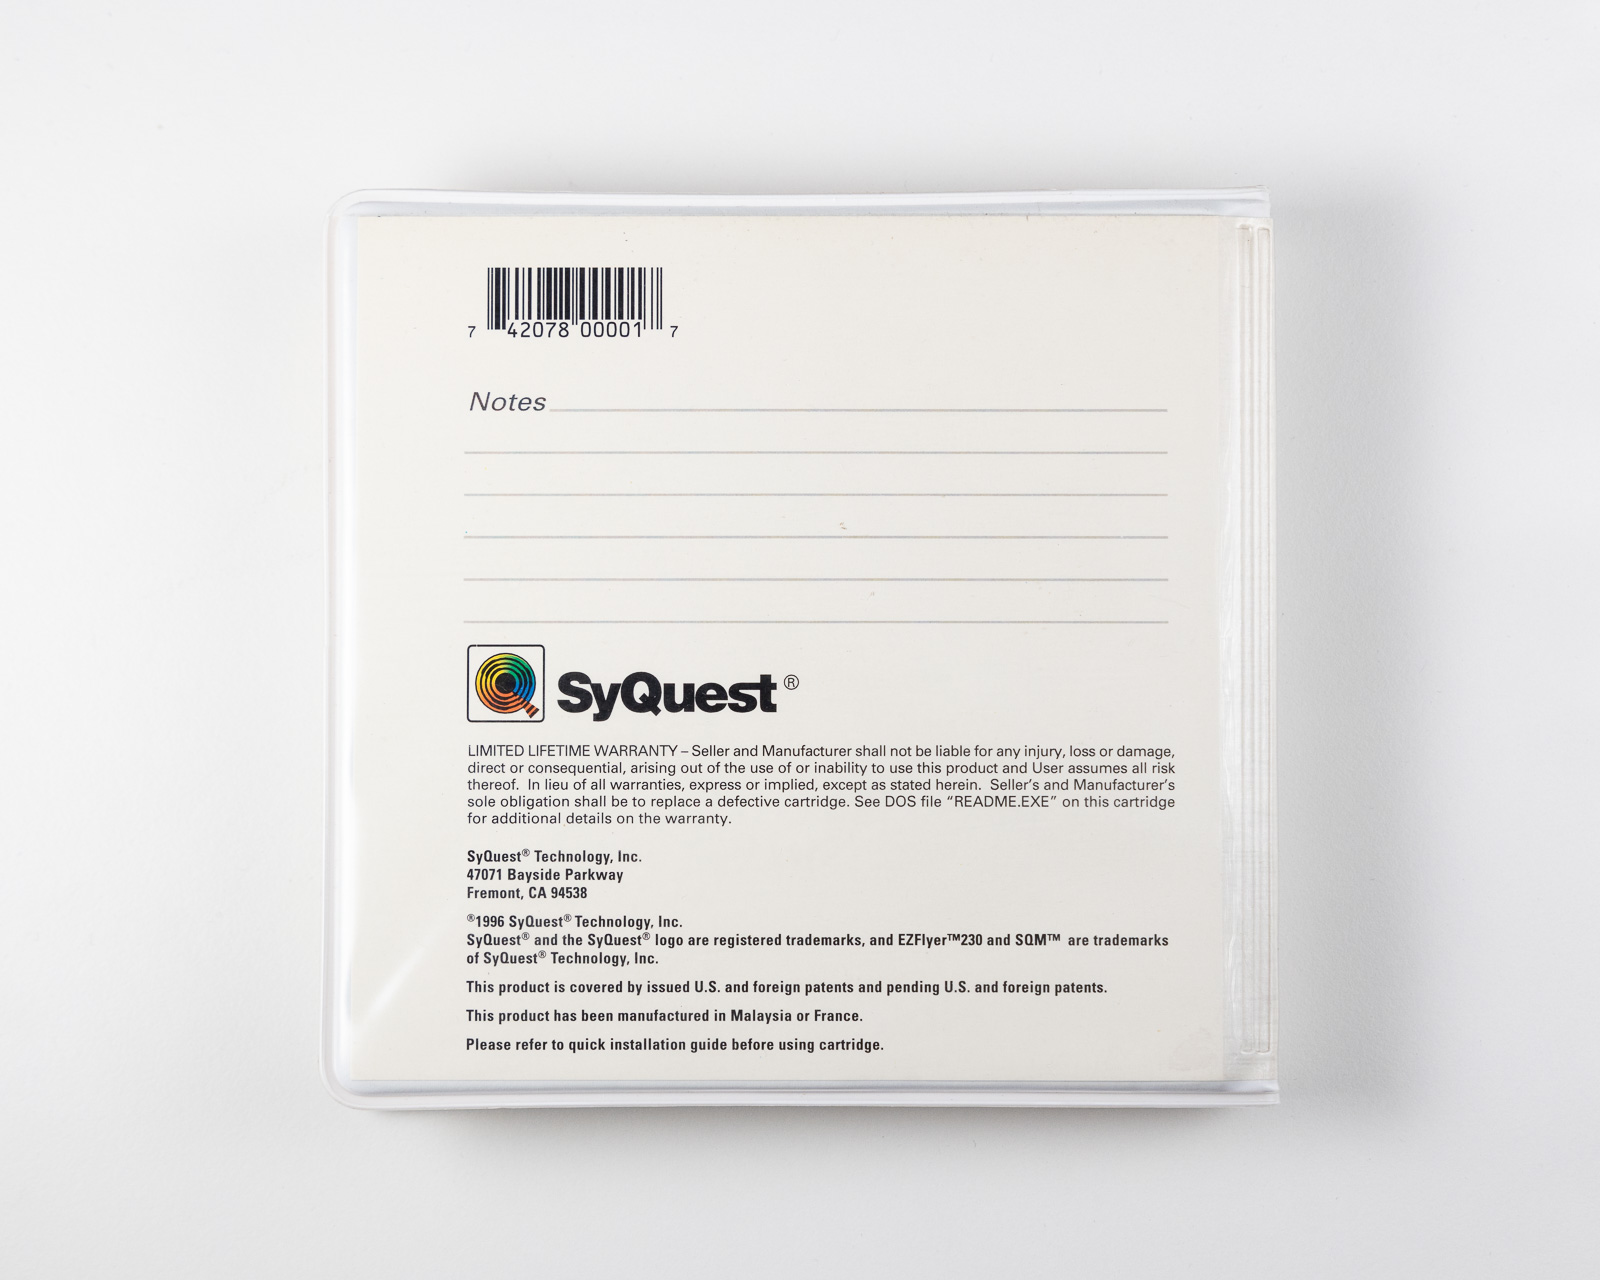 7 42078 00001 7
Notes
SyQuest®
LIMITED LIFETIME WARRANTY – Seller and Manufacturer shall not be liable for any injury, loss or damage,
direct or consequential, arising out of the use of or inability to use this product and User assumes all risk
thereof. In lieu of all warranties, express or implied, except as stated herein. Seller's and Manufacturer's
sole obligation shall be to replace a defective cartridge. See DOS file “README.EXE” on this cartridge
for additional details on the warranty.
SyQuest® Technology, Inc.
47071 Bayside Parkway
Fremont, CA 94538
®1996 SyQuest® Technology, Inc.
SyQuest® and the SyQuest® logo are registered trademarks, and EZFlyer™230 and SQM™ are trademarks
of SyQuest® Technology, Inc.
This product is covered by issued U.S. and foreign patents and pending U.S. and foreign patents.
This product has been manufactured in Malaysia or France.
Please refer to quick installation guide before using cartridge.